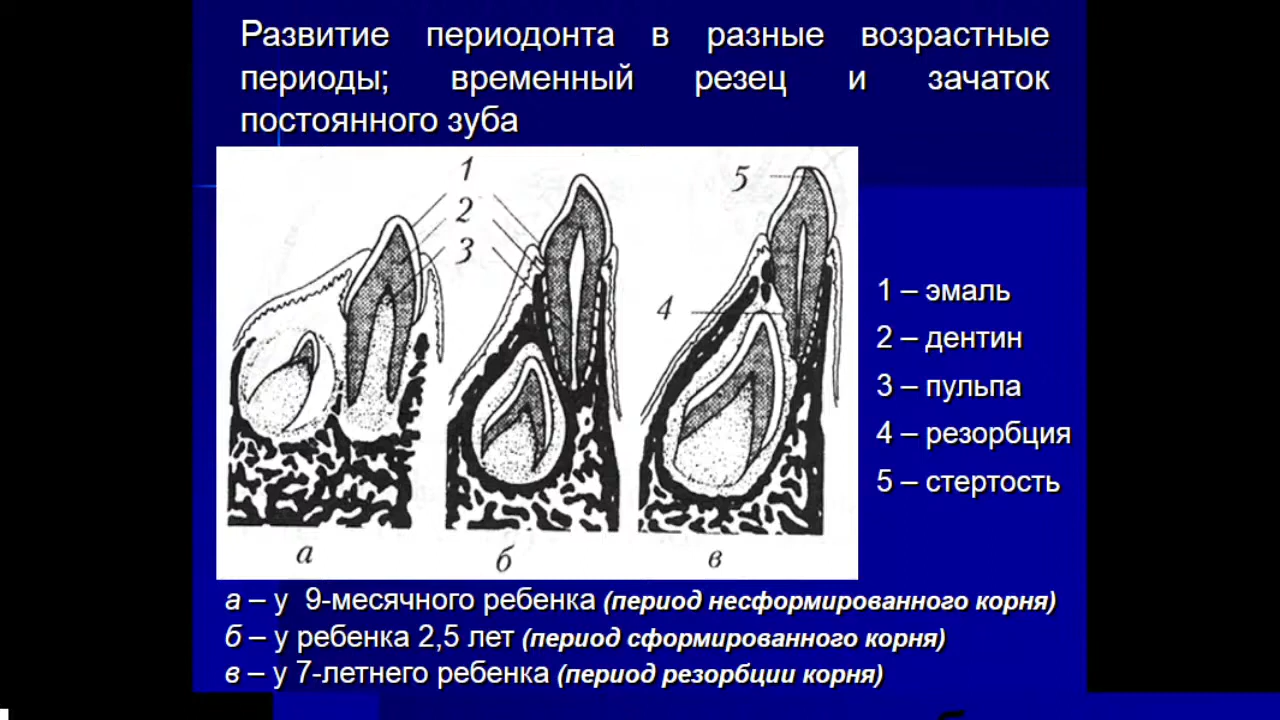 Развитие периодонта в разные возрастные
периоды; временный резец и зачаток
постоянного зуба
1
2
3
4
5
а
б
в
1 – эмаль
2 – дентин
3 – пульпа
4 – резорбция
5 – стертость
а – у 9-месячного ребенка (период несформированного корня)
б – у ребенка 2,5 лет (период сформированного корня)
в – у 7-летнего ребенка (период резорбции корня)